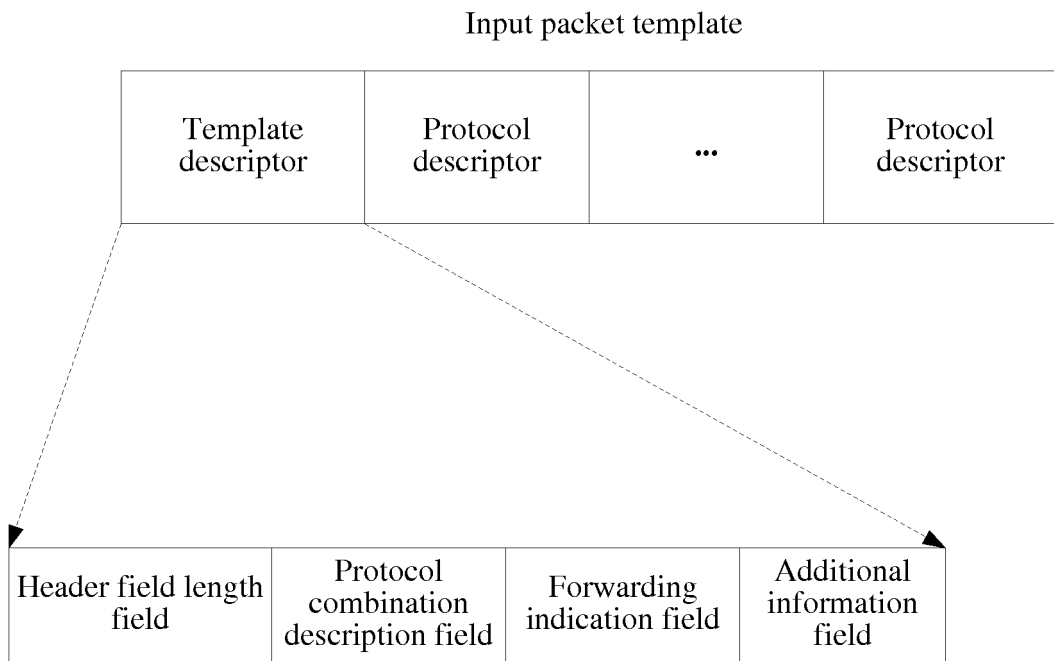 Input packet template
Template
descriptor
Protocol
descriptor
...
Protocol
descriptor
Header field length
field
Protocol
combination
description field
Forwarding
indication field
Additional
information
field